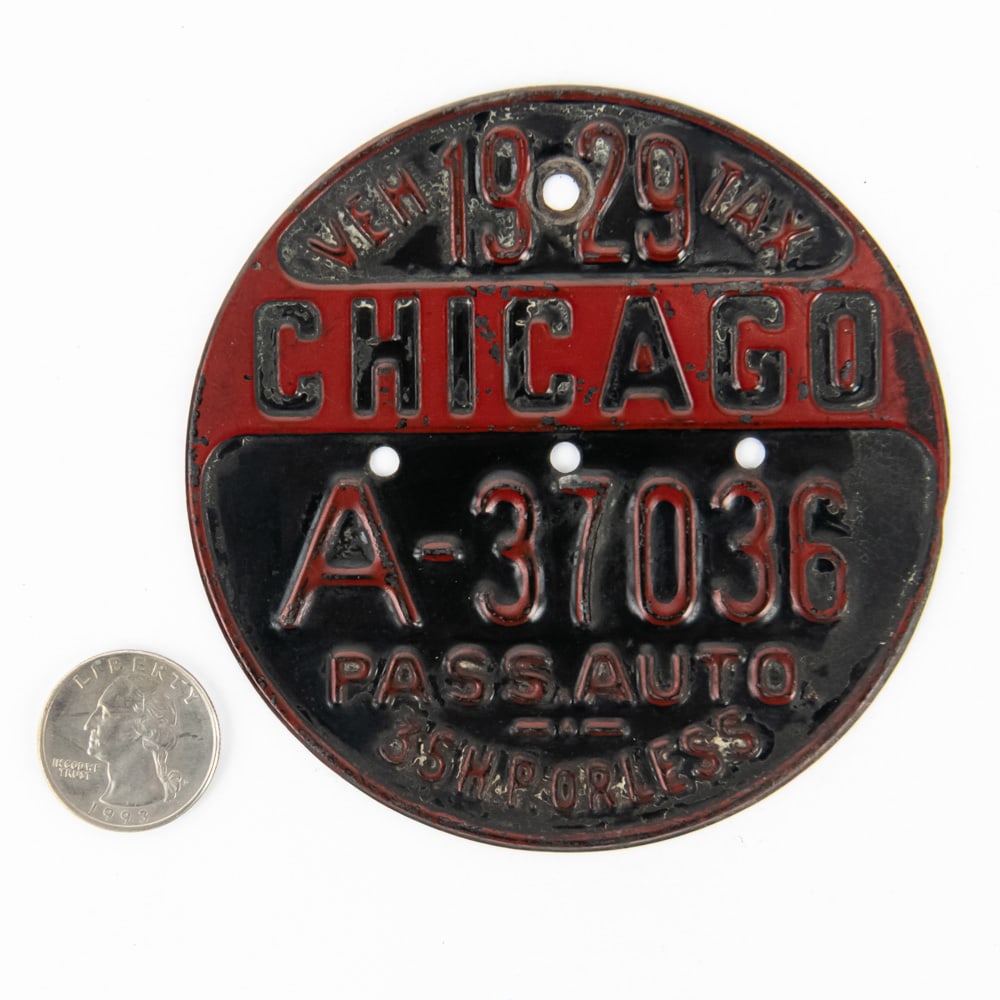 VEH 1929 TAX
CHICAGO
A-37036
PASS.AUTO
35 H.P. OR LESS
LIBERTY
IN GOD WE
TRUST
1993